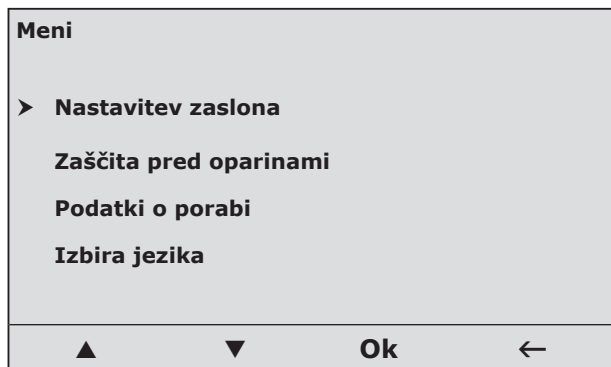 Meni
➤ Nastavitev zaslona
Zaščita pred oparinami
Podatki o porabi
Izbira jezika
▲ ▼ Ok ←